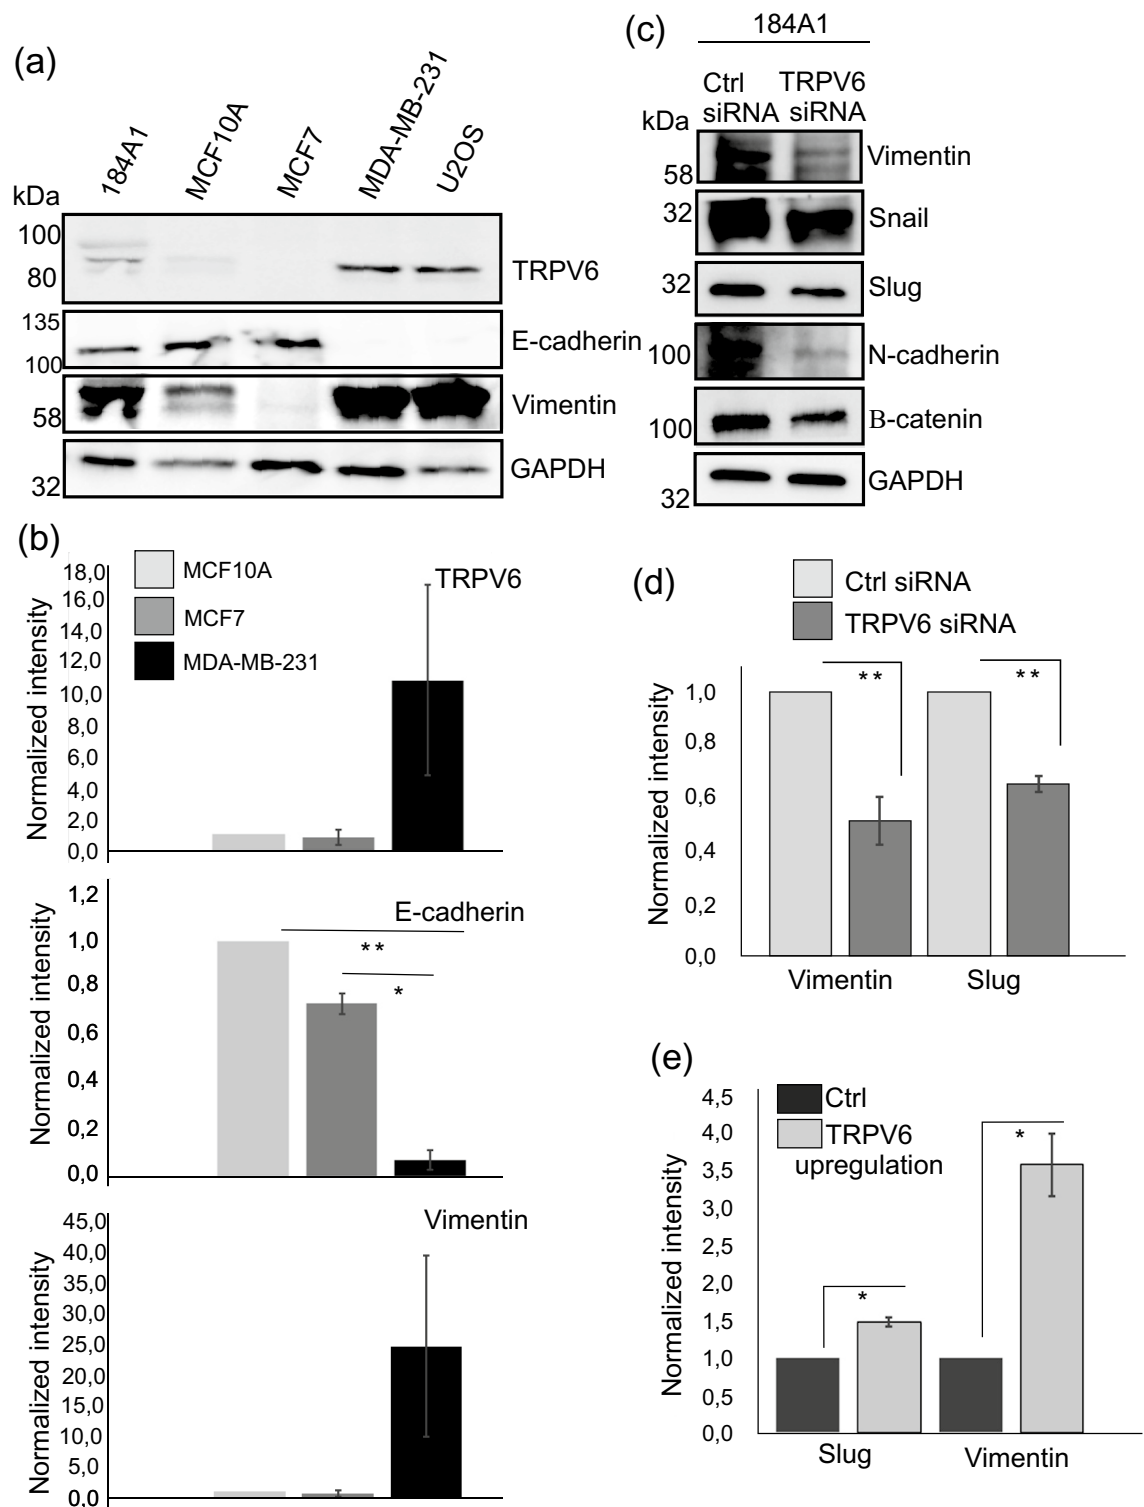 (a)
184A1
MCF10A
MCF7
MDA-MB-231
U2OS
kDa
100
80
TRPV6
135
100
E-cadherin
58
Vimentin
32
GAPDH
(b)
MCF10A
MCF7
MDA-MB-231
TRPV6
Normalized intensity
18,0
16,0
14,0
12,0
10,0
8,0
6,0
4,0
2,0
0,0
E-cadherin
Normalized intensity
1,2
1,0
0,8
0,6
0,4
0,2
0,0
**
*
Vimentin
Normalized intensity
45,0
40,0
35,0
30,0
25,0
20,0
15,0
10,0
5,0
0,0
(c)
184A1
Ctrl siRNA
TRPV6 siRNA
kDa
58
Vimentin
32
Snail
32
Slug
100
N-cadherin
100
B-catenin
32
GAPDH
(d)
Ctrl siRNA
TRPV6 siRNA
Normalized intensity
1,0
0,8
0,6
0,4
0,2
0,0
**
**
Vimentin
Slug
(e)
Ctrl
TRPV6
upregulation
Normalized intensity
4,5
4,0
3,5
3,0
2,5
2,0
1,5
1,0
0,5
0,0
*
*
Slug
Vimentin